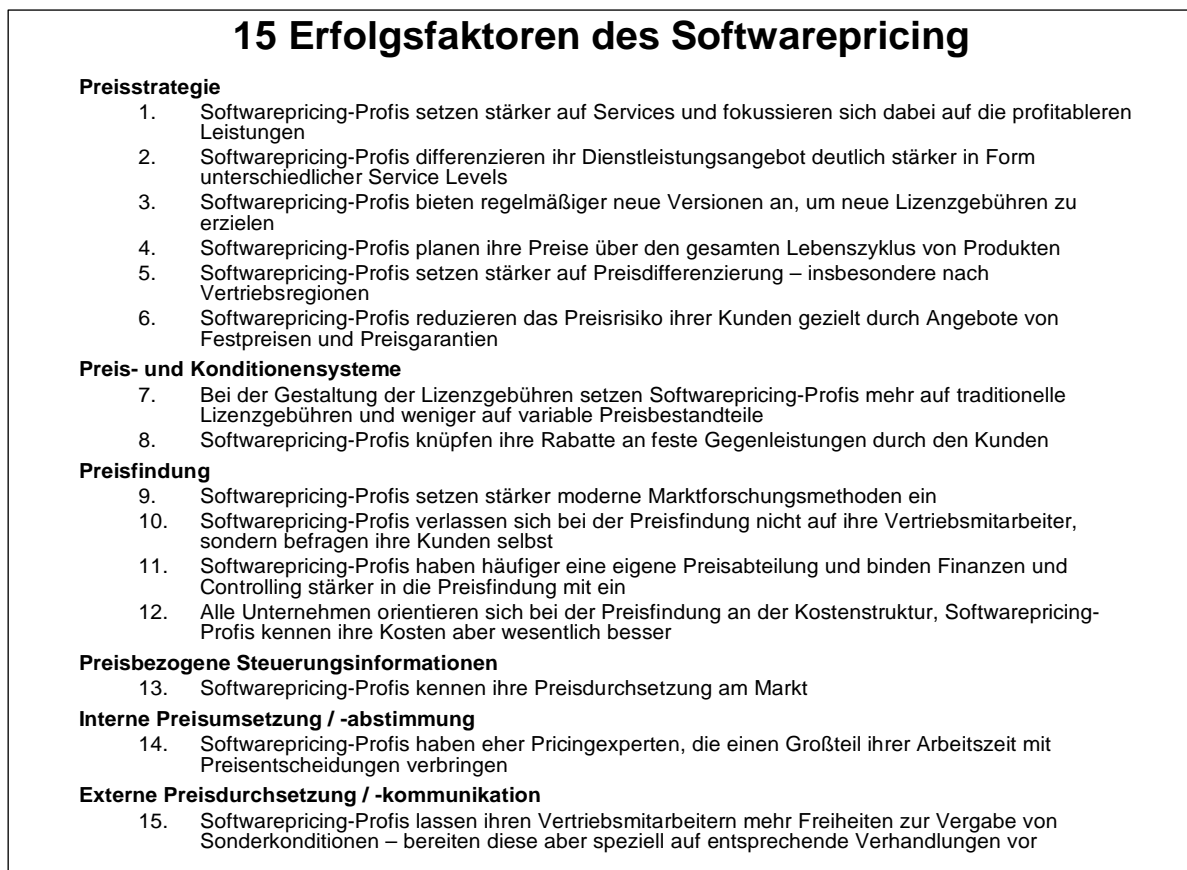 15 Erfolgsfaktoren des Softwarepricing
Preisstrategie
1. Softwarepricing-Profis setzen stärker auf Services und fokussieren sich dabei auf die profitableren
Leistungen
2. Softwarepricing-Profis differenzieren ihr Dienstleistungsangebot deutlich stärker in Form
unterschiedlicher Service Levels
3. Softwarepricing-Profis bieten regelmäßiger neue Versionen an, um neue Lizenzgebühren zu
erzielen
4. Softwarepricing-Profis planen ihre Preise über den gesamten Lebenszyklus von Produkten
5. Softwarepricing-Profis setzen stärker auf Preisdifferenzierung – insbesondere nach
Vertriebsregionen
6. Softwarepricing-Profis reduzieren das Preisrisiko ihrer Kunden gezielt durch Angebote von
Festpreisen und Preisgarantien
Preis- und Konditionensysteme
7. Bei der Gestaltung der Lizenzgebühren setzen Softwarepricing-Profis mehr auf traditionelle
Lizenzgebühren und weniger auf variable Preisbestandteile
8. Softwarepricing-Profis knüpfen ihre Rabatte an feste Gegenleistungen durch den Kunden
Preisfindung
9. Softwarepricing-Profis setzen stärker moderne Marktforschungsmethoden ein
10. Softwarepricing-Profis verlassen sich bei der Preisfindung nicht auf ihre Vertriebsmitarbeiter,
sondern befragen ihre Kunden selbst
11. Softwarepricing-Profis haben häufiger eine eigene Preisabteilung und binden Finanzen und
Controlling stärker in die Preisfindung mit ein
12. Alle Unternehmen orientieren sich bei der Preisfindung an der Kostenstruktur, Softwarepricing-
Profis kennen ihre Kosten aber wesentlich besser
Preisbezogene Steuerungsinformationen
13. Softwarepricing-Profis kennen ihre Preisdurchsetzung am Markt
Interne Preisumsetzung / -abstimmung
14. Softwarepricing-Profis haben eher Pricingexperten, die einen Großteil ihrer Arbeitszeit mit
Preisentscheidungen verbringen
Externe Preisdurchsetzung / -kommunikation
15. Softwarepricing-Profis lassen ihren Vertriebsmitarbeitern mehr Freiheiten zur Vergabe von
Sonderkonditionen – bereiten diese aber speziell auf entsprechende Verhandlungen vor